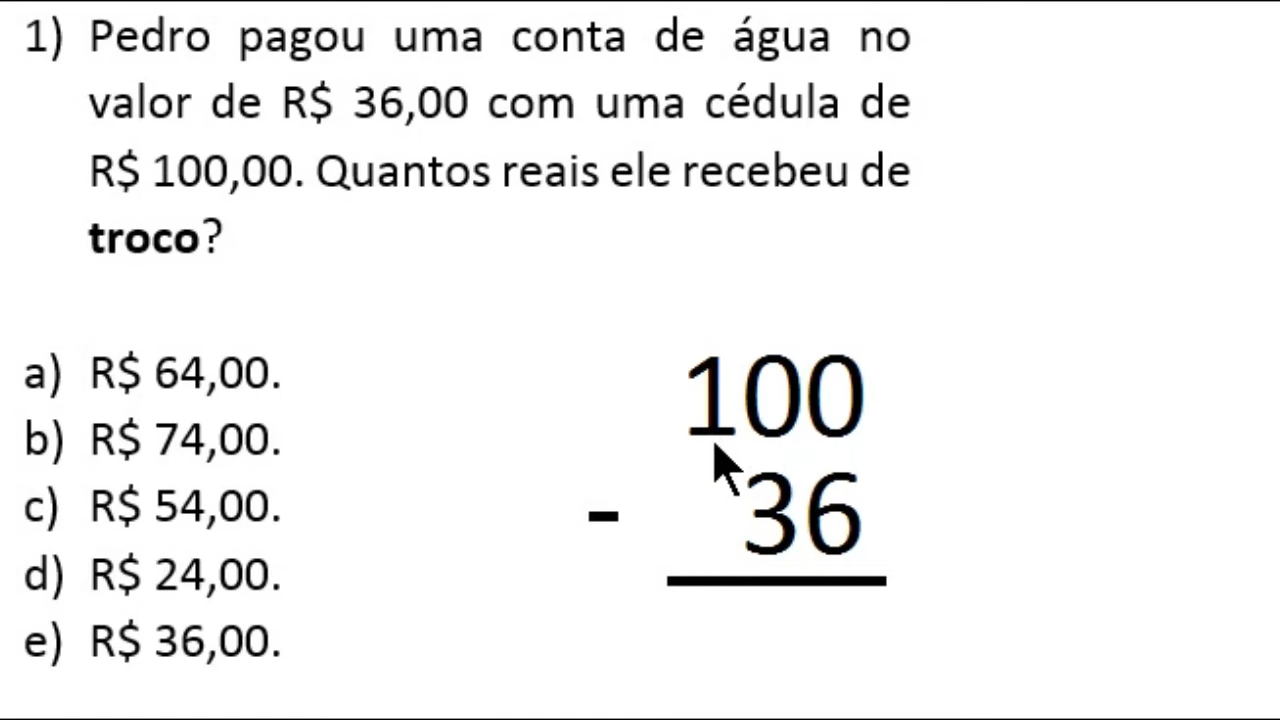 1) Pedro pagou uma conta de água no
valor de R$ 36,00 com uma cédula de
R$ 100,00. Quantos reais ele recebeu de
troco?
a) R$ 64,00.
b) R$ 74,00.
c) R$ 54,00.
d) R$ 24,00.
e) R$ 36,00.
100
- 36